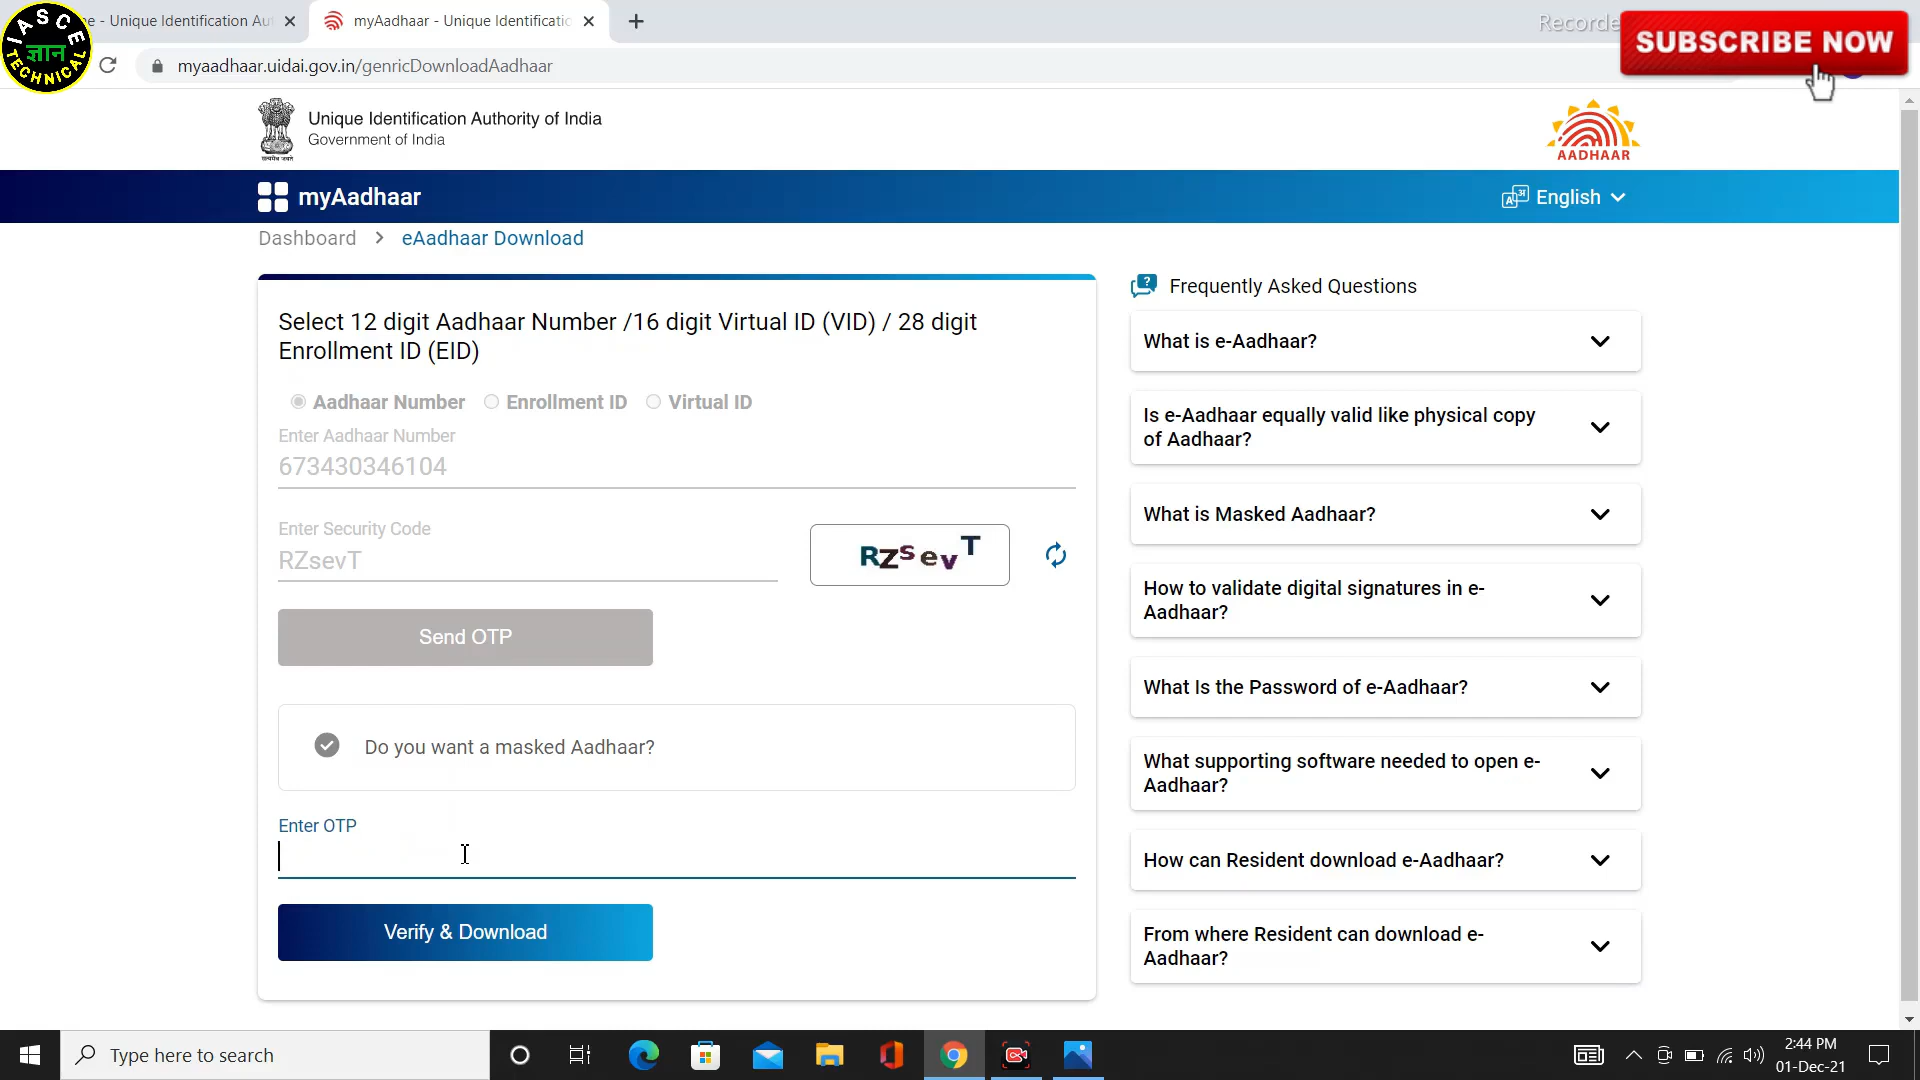 IASCE
ज्ञान
TECHNICAL
e - Unique Identification Au
myAadhaar - Unique Identificatic
Recorde
SUBSCRIBE NOW
myaadhaar.uidai.gov.in/genricDownloadAadhaar
सत्यमेव जयते
Unique Identification Authority of India
Government of India
AADHAAR
myAadhaar
English
Dashboard > eAadhaar Download
Select 12 digit Aadhaar Number /16 digit Virtual ID (VID) / 28 digit
Enrollment ID (EID)
Aadhaar Number
Enrollment ID
Virtual ID
Enter Aadhaar Number
673430346104
Enter Security Code
RZsevT
RZsevT
Send OTP
Do you want a masked Aadhaar?
Enter OTP
Verify & Download
Frequently Asked Questions
What is e-Aadhaar?
Is e-Aadhaar equally valid like physical copy
of Aadhaar?
What is Masked Aadhaar?
How to validate digital signatures in e-
Aadhaar?
What Is the Password of e-Aadhaar?
What supporting software needed to open e-
Aadhaar?
How can Resident download e-Aadhaar?
From where Resident can download e-
Aadhaar?
Type here to search
2:44 PM
01-Dec-21